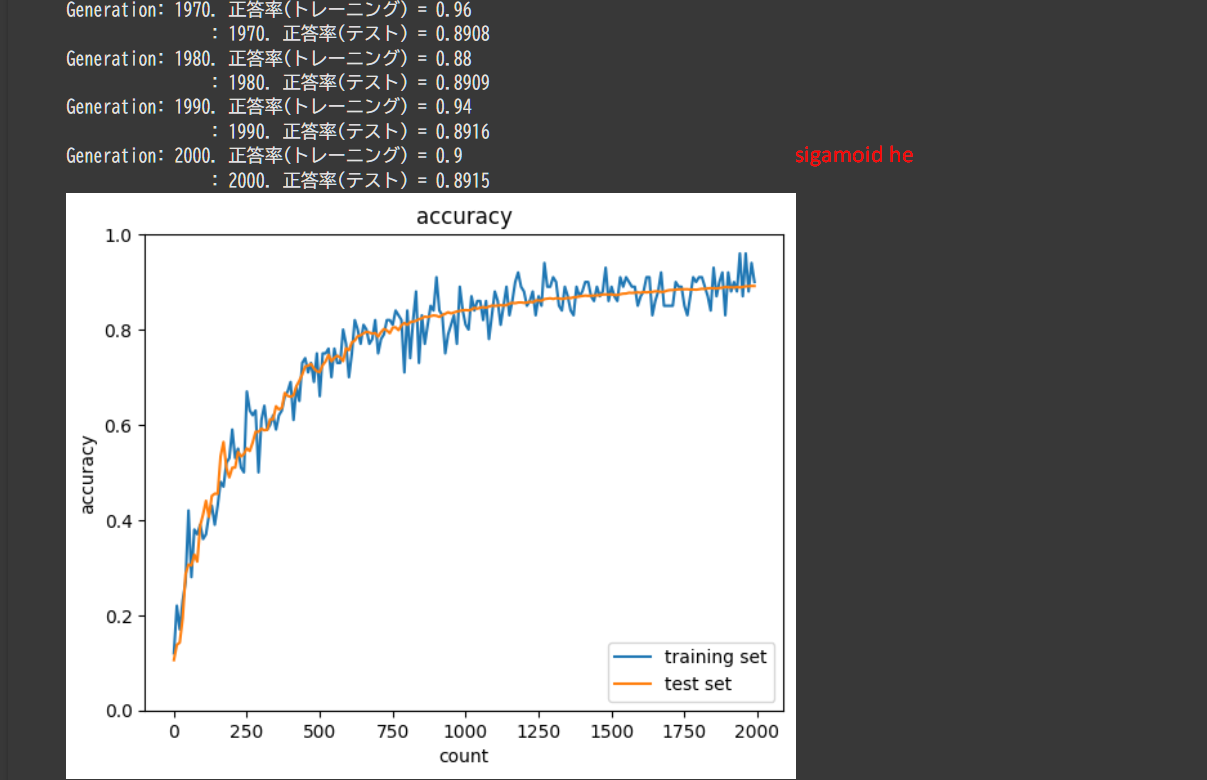 Generation: 1970. 正答率(トレーニング) = 0.96
: 1970. 正答率(テスト) = 0.8908
Generation: 1980. 正答率(トレーニング) = 0.88
: 1980. 正答率(テスト) = 0.8909
Generation: 1990. 正答率(トレーニング) = 0.94
: 1990. 正答率(テスト) = 0.8916
Generation: 2000. 正答率(トレーニング) = 0.9
sigamoid he
: 2000. 正答率(テスト) = 0.8915
accuracy
1.0
0.8
0.6
0.4
0.2
0.0
accuracy
training set
test set
0 250 500 750 1000 1250 1500 1750 2000
count